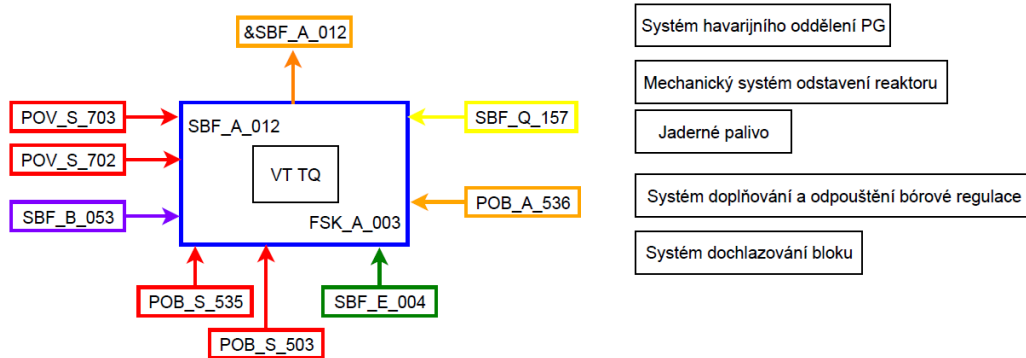 &SBF_A_012
POV_S_703
SBF_A_012
SBF_Q_157
POV_S_702
VT TQ
SBF_B_053
FSK_A_003
POB_A_536
POB_S_535
SBF_E_004
POB_S_503
Systém havarijního oddělení PG
Mechanický systém odstavení reaktoru
Jaderné palivo
Systém doplňování a odpouštění bórové regulace
Systém dochlazování bloku